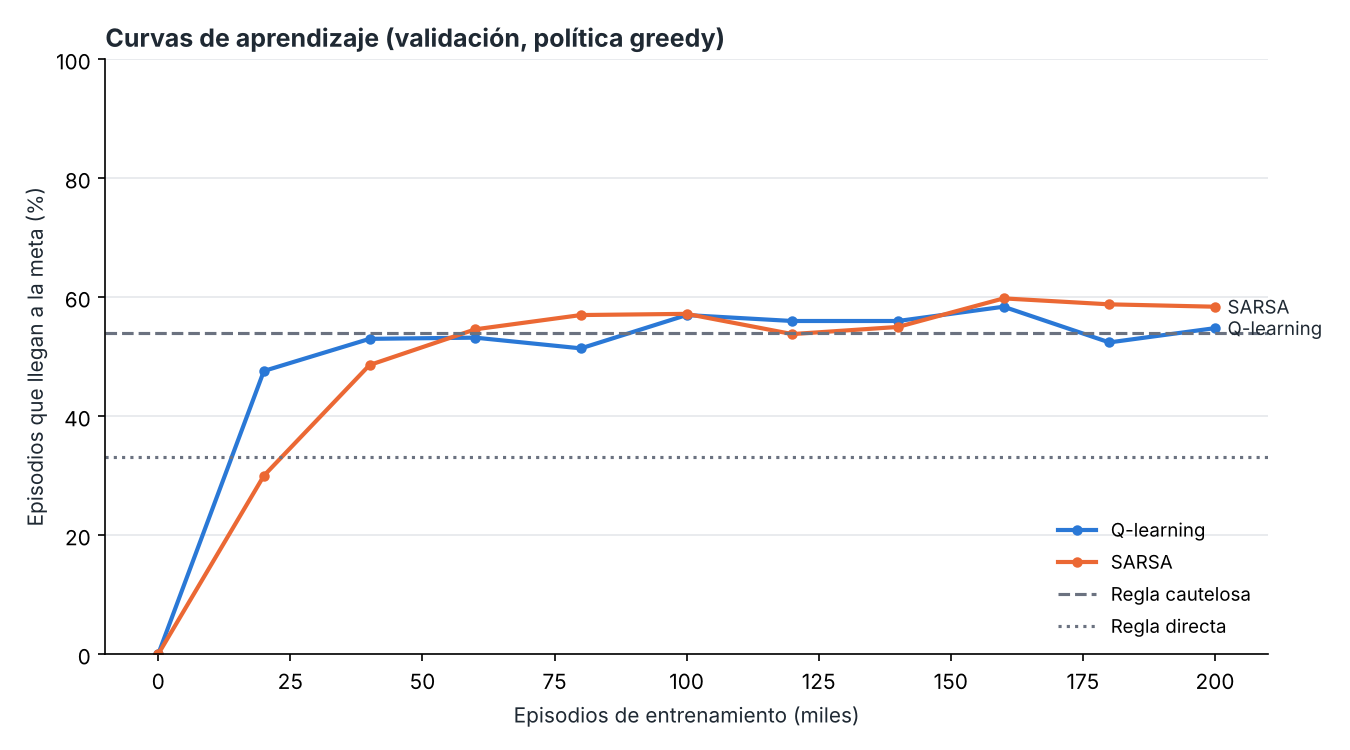 Curvas de aprendizaje (validación, política greedy)
100
80
60
40
20
0
Episodios que llegan a la meta (%)
SARSA
Q-learning
Q-learning
SARSA
Regla cautelosa
Regla directa
0 25 50 75 100 125 150 175 200
Episodios de entrenamiento (miles)